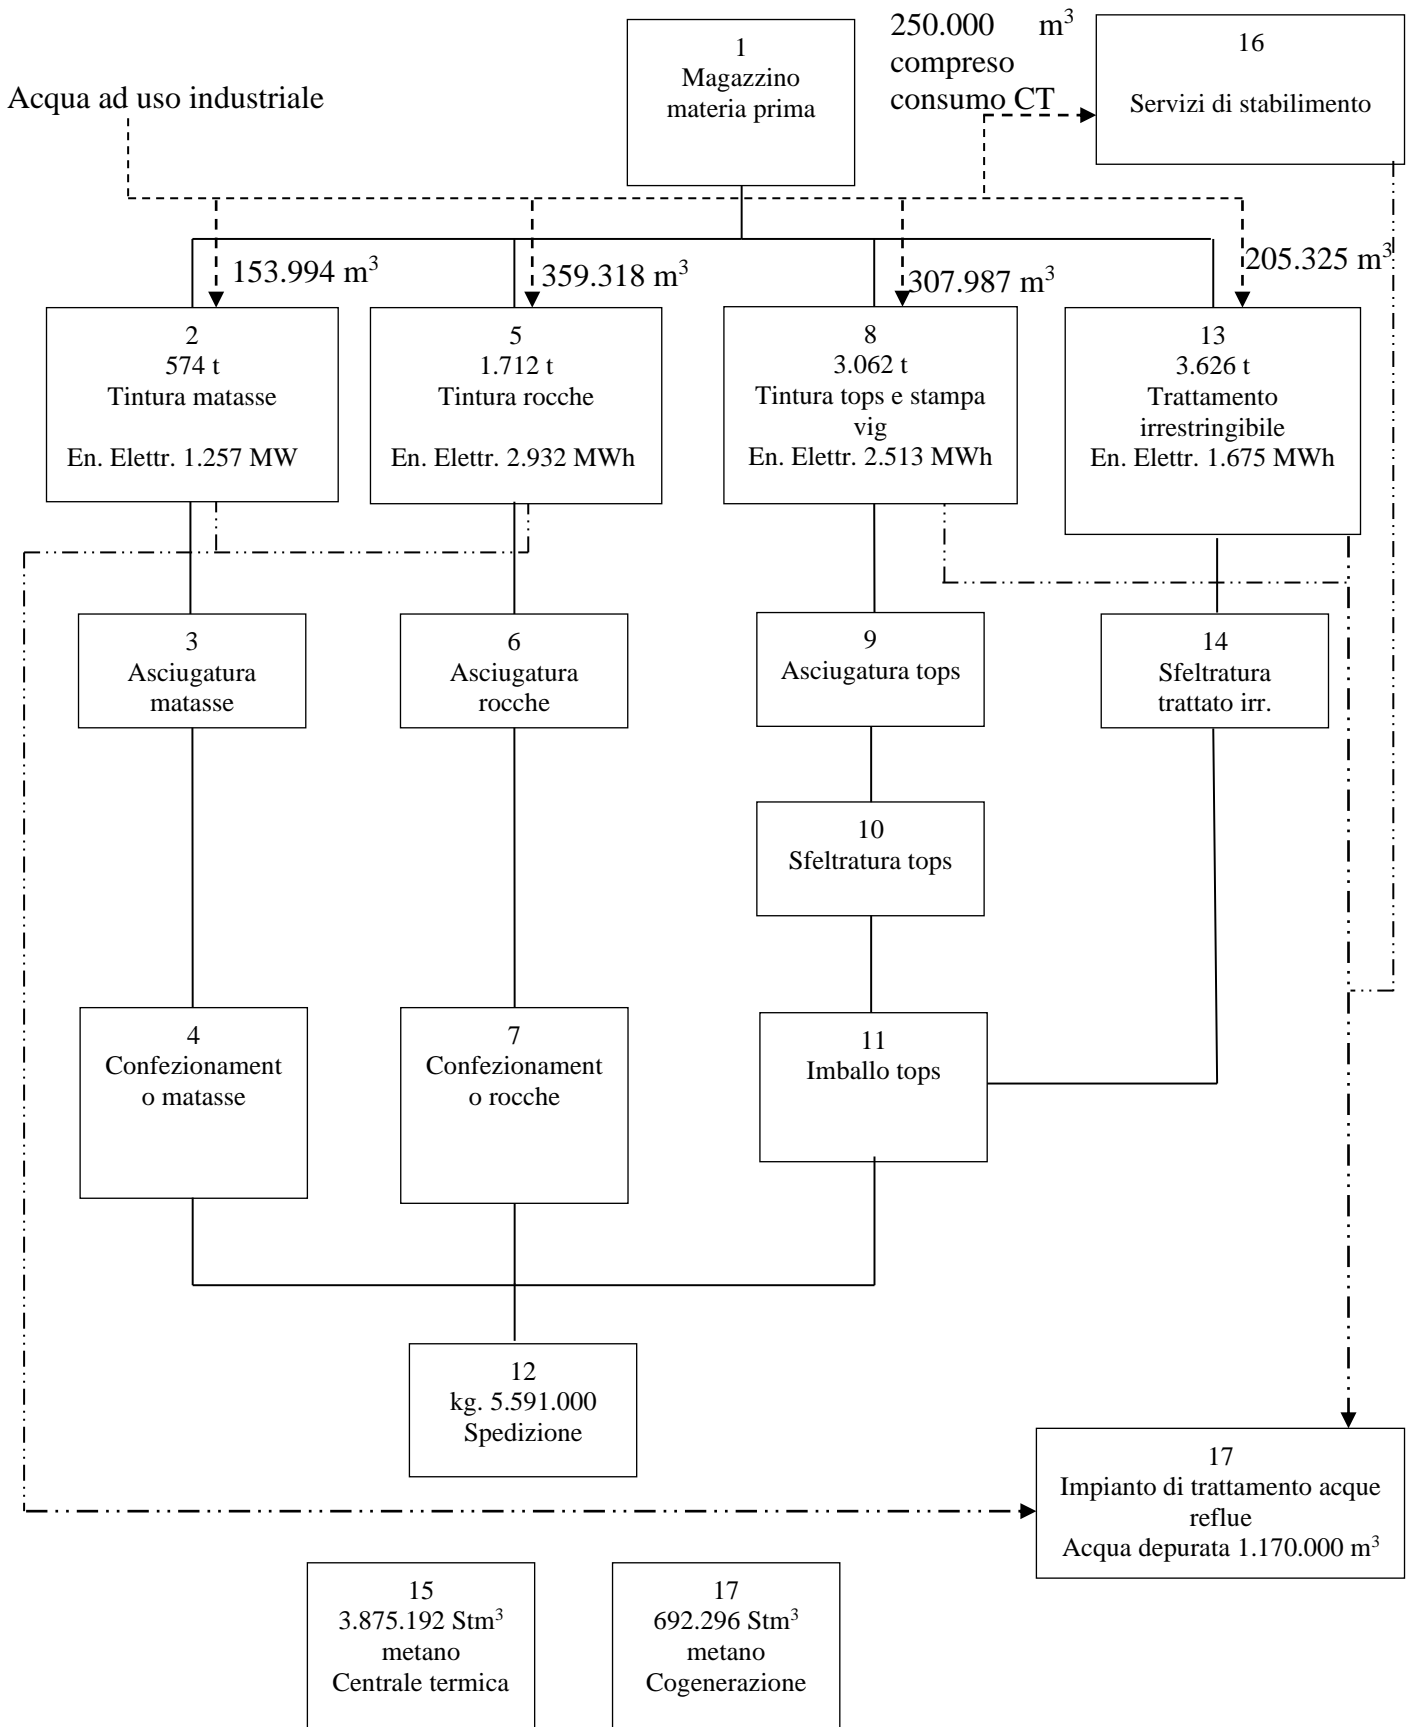 250.000 m³
compreso
consumo CT
1
Magazzino
materia prima
16
Servizi di stabilimento
Acqua ad uso industriale
153.994 m³
359.318 m³
307.987 m³
205.325 m³
2
574 t
Tintura matasse
En. Elettr. 1.257 MW
5
1.712 t
Tintura rocche
En. Elettr. 2.932 MWh
8
3.062 t
Tintura tops e stampa
vig
En. Elettr. 2.513 MWh
13
3.626 t
Trattamento
irrestringibile
En. Elettr. 1.675 MWh
3
Asciugatura
matasse
6
Asciugatura
rocche
9
Asciugatura tops
14
Sfeltratura
trattato irr.
10
Sfeltratura tops
4
Confezionament
o matasse
7
Confezionament
o rocche
11
Imballo tops
12
kg. 5.591.000
Spedizione
17
Impianto di trattamento acque
reflue
Acqua depurata 1.170.000 m³
15
3.875.192 Stm³
metano
Centrale termica
17
692.296 Stm³
metano
Cogenerazione